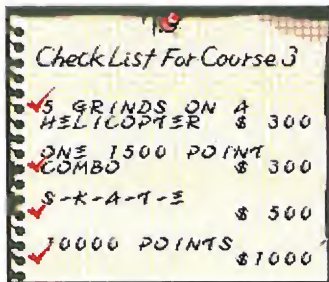 Check List For Course 3
5 GRINDS ON A
HELICOPTER $ 300
ONE 1500 POINT
COMBO $ 300
S-K-A-T-E
$ 500
10000 POINTS
$1000